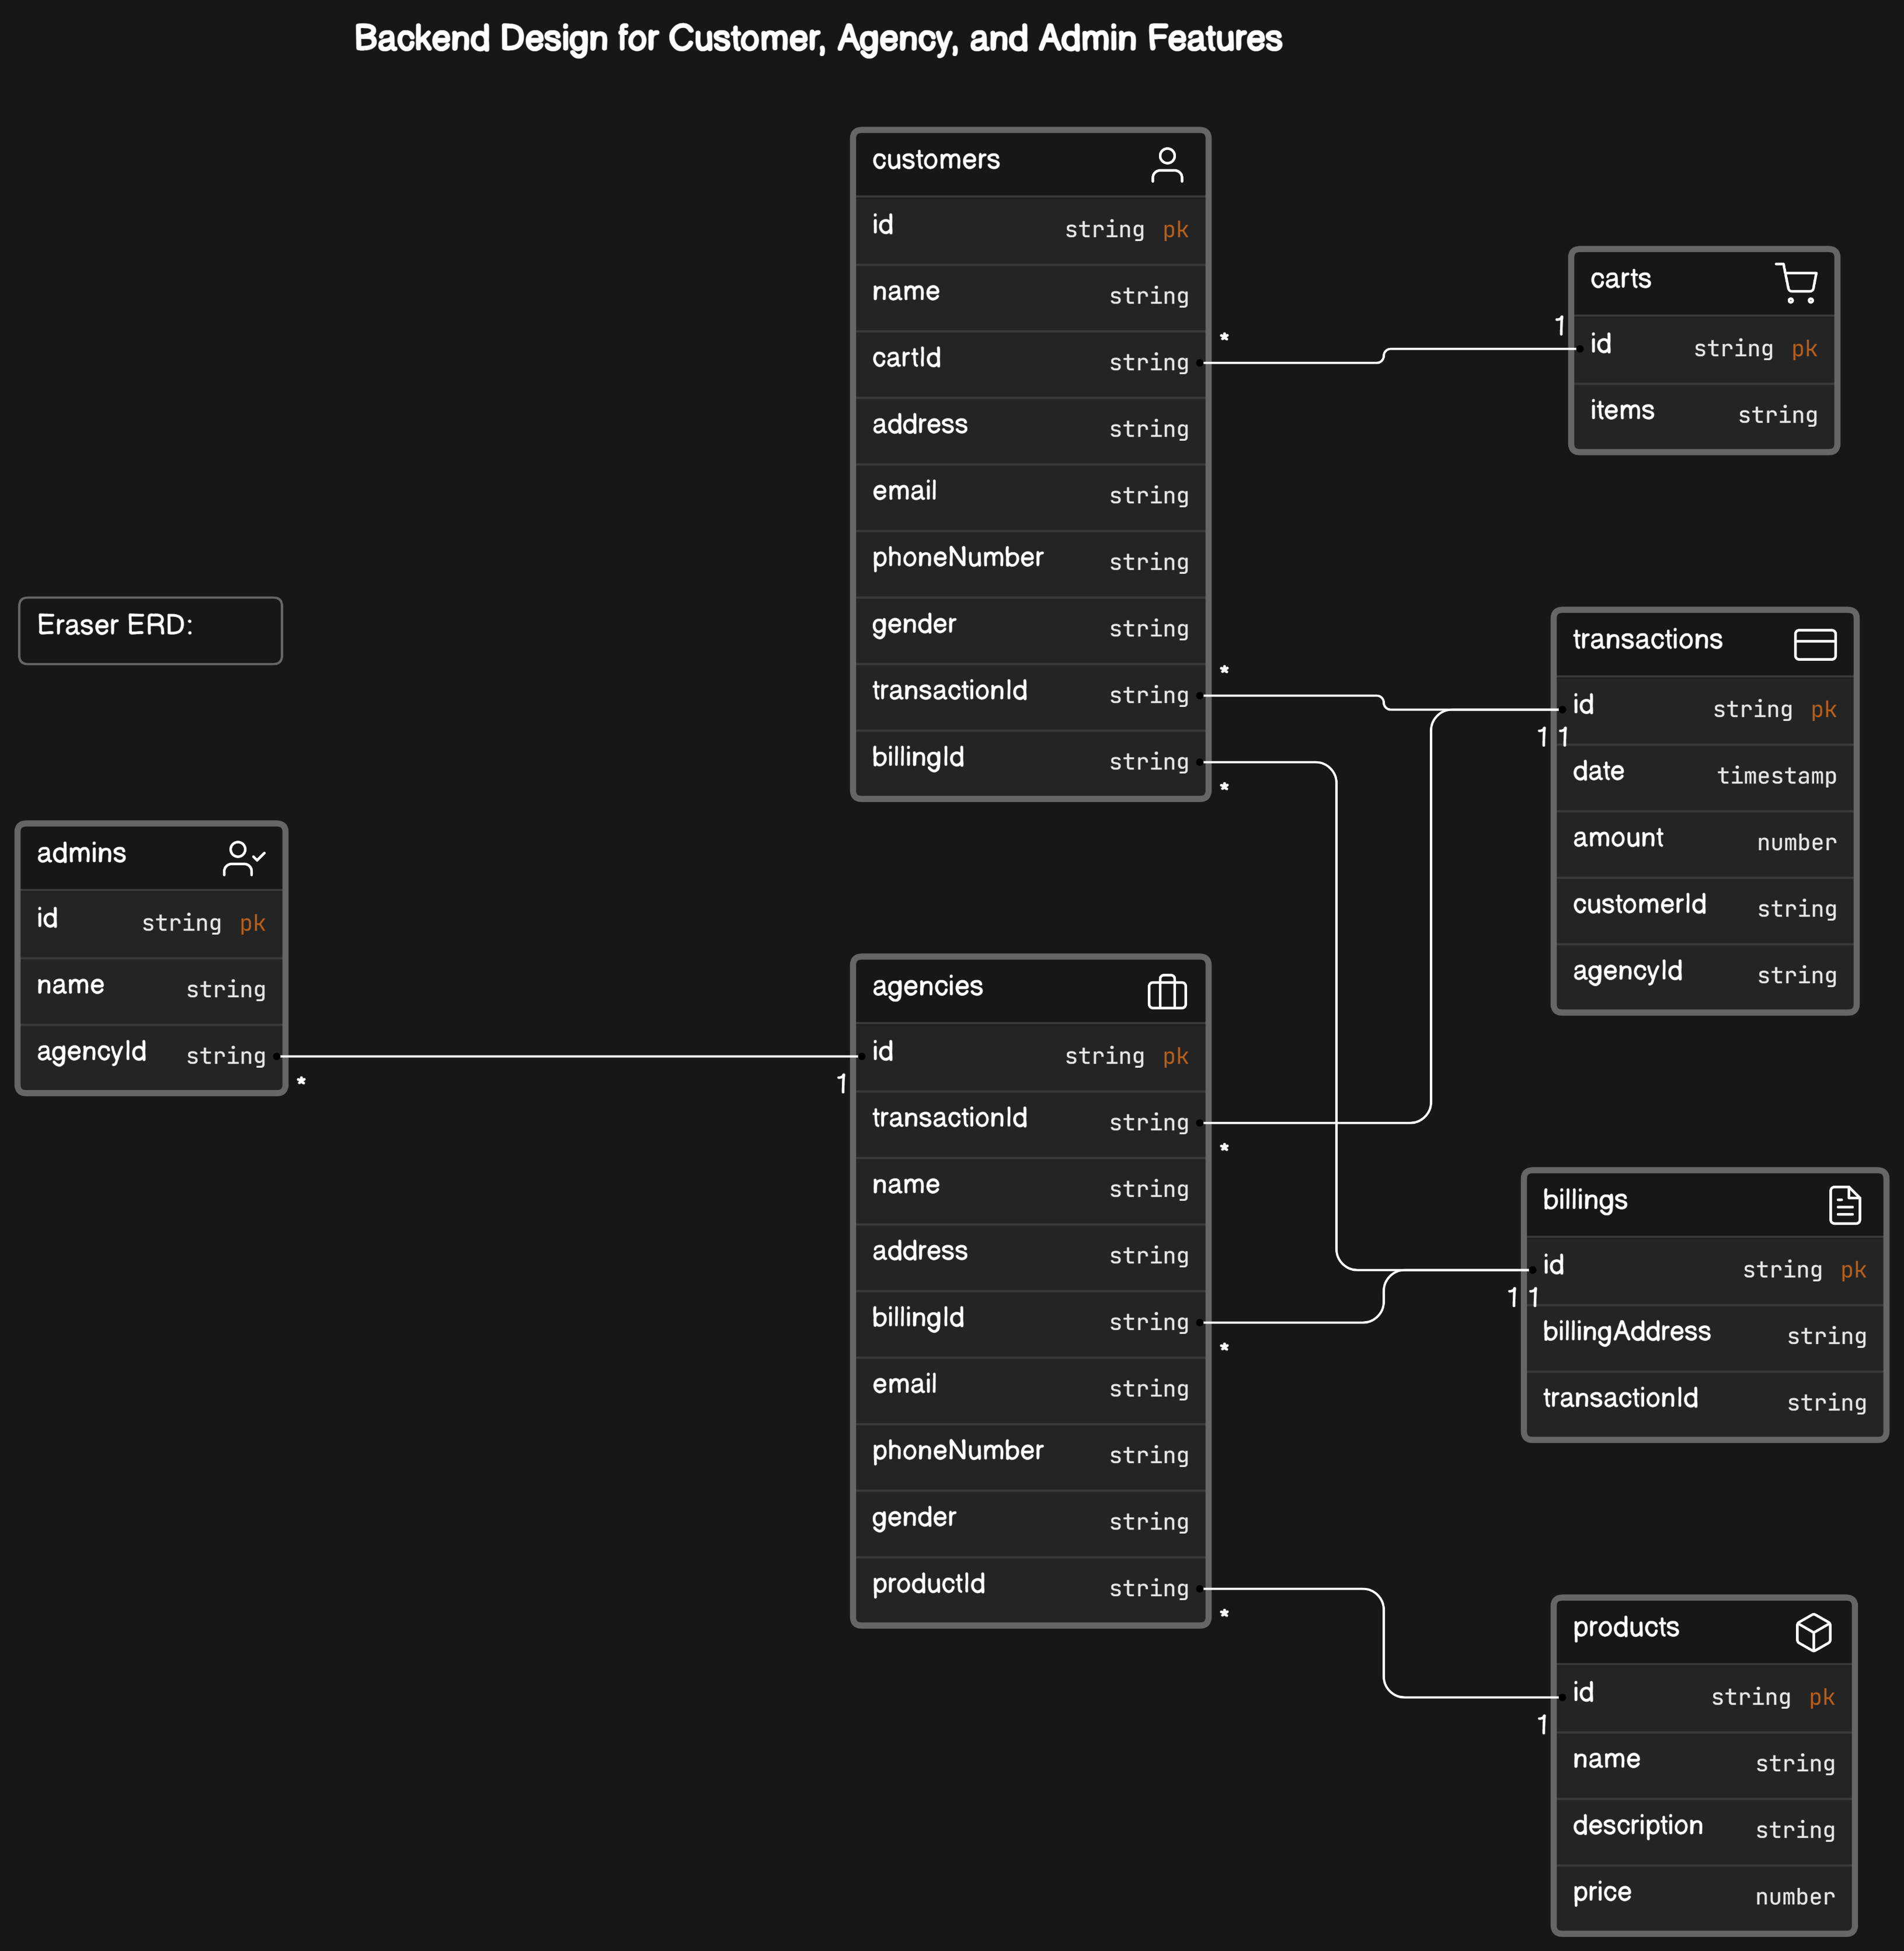 Backend Design for Customer, Agency, and Admin Features
customers
id string pk
name string
cartId string
*
address string
email string
phoneNumber string
gender string
transactionId string
*
billingId string
*
carts
1
id string pk
items string
Eraser ERD:
transactions
id string pk
1 1
date timestamp
amount number
customerId string
agencyId string
admins
id string pk
name string
agencyId string
*
agencies
id string pk
1
transactionId string
*
name string
address string
billingId string
*
email string
phoneNumber string
gender string
productId string
*
billings
id string pk
1 1
billingAddress string
transactionId string
products
id string pk
1
name string
description string
price number